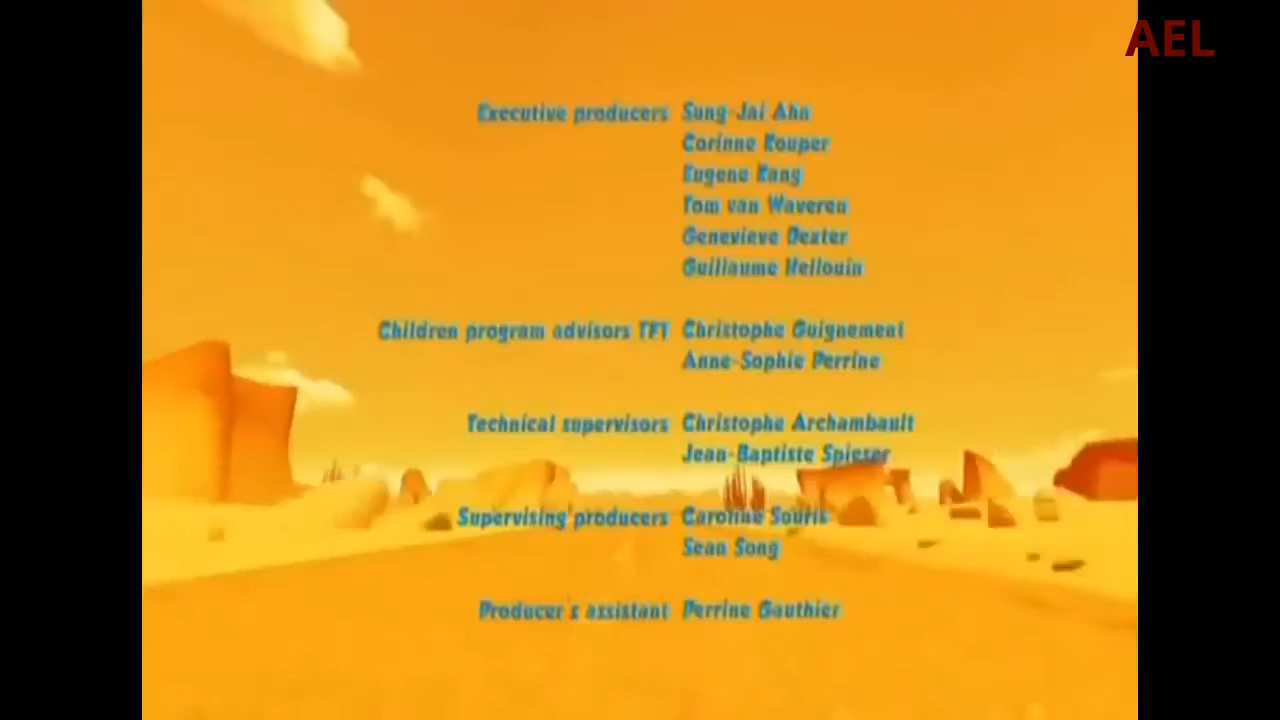 AEL
Executive producers Sung-Jai Ahn
Corinne Kouper
Eugene Kang
Tom van Waveren
Genevieve Dexter
Guillaume Hellouin
Children program advisors TF1 Christophe Guignement
Anne-Sophie Perrine
Technical supervisors Christophe Archambault
Jean-Baptiste Spieser
Supervising producers Caroline Souris
Sean Song
Producer's assistant Perrine Gauthier